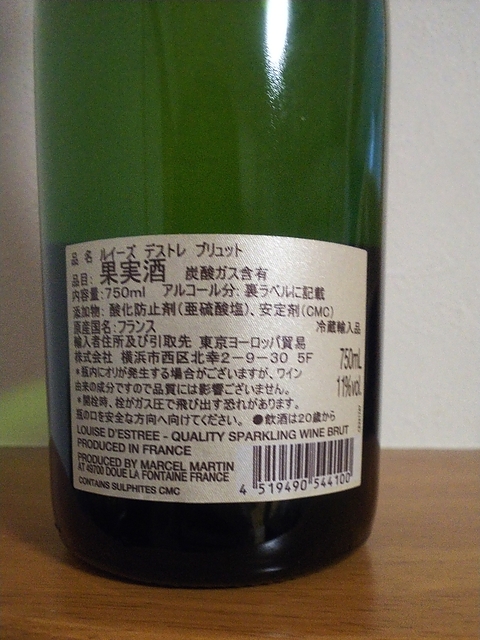 品 名 ルイーズ デストレ ブリュット
品目: 果実酒 炭酸ガス含有
内容量:750ml アルコール分: 裏ラベルに記載
添加物: 酸化防止剤(亜硫酸塩)、安定剤(CMC)
原産国名:フランス 冷蔵輸入品
輸入者住所及び引取先 東京ヨーロッパ貿易
株式会社 横浜市西区北幸2-9-30 5F
*瓶内にオリが発生する場合がございますが、ワイン
由来の成分ですので品質には影響ございません。
*開栓時、栓がガス圧で飛び出す恐れがあります。
瓶の口を安全な方向へ向けてください。 ●飲酒は20歳から
750mL
11%vol.
LOUISE D'ESTREE - QUALITY SPARKLING WINE BRUT
PRODUCED IN FRANCE
PRODUCED BY MARCEL MARTIN
AT 49700 DOUE LA FONTAINE FRANCE
CONTAINS SULPHITES CMC
4 519490 544100